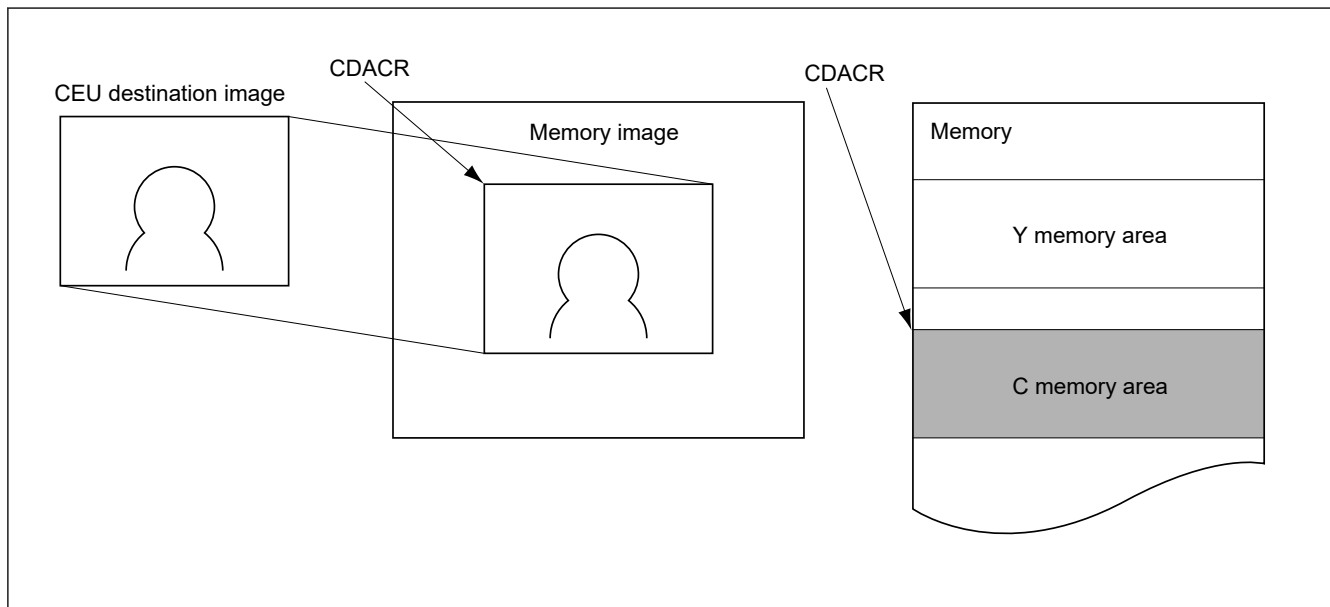 CDACR
CEU destination image
Memory image
CDACR
Memory
Y memory area
C memory area